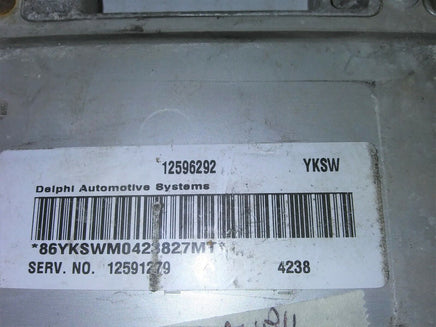 12596292 YKSW
Delphi Automotive Systems
*86YKSWM0423827MT
SERV. NO. 12591279 4238